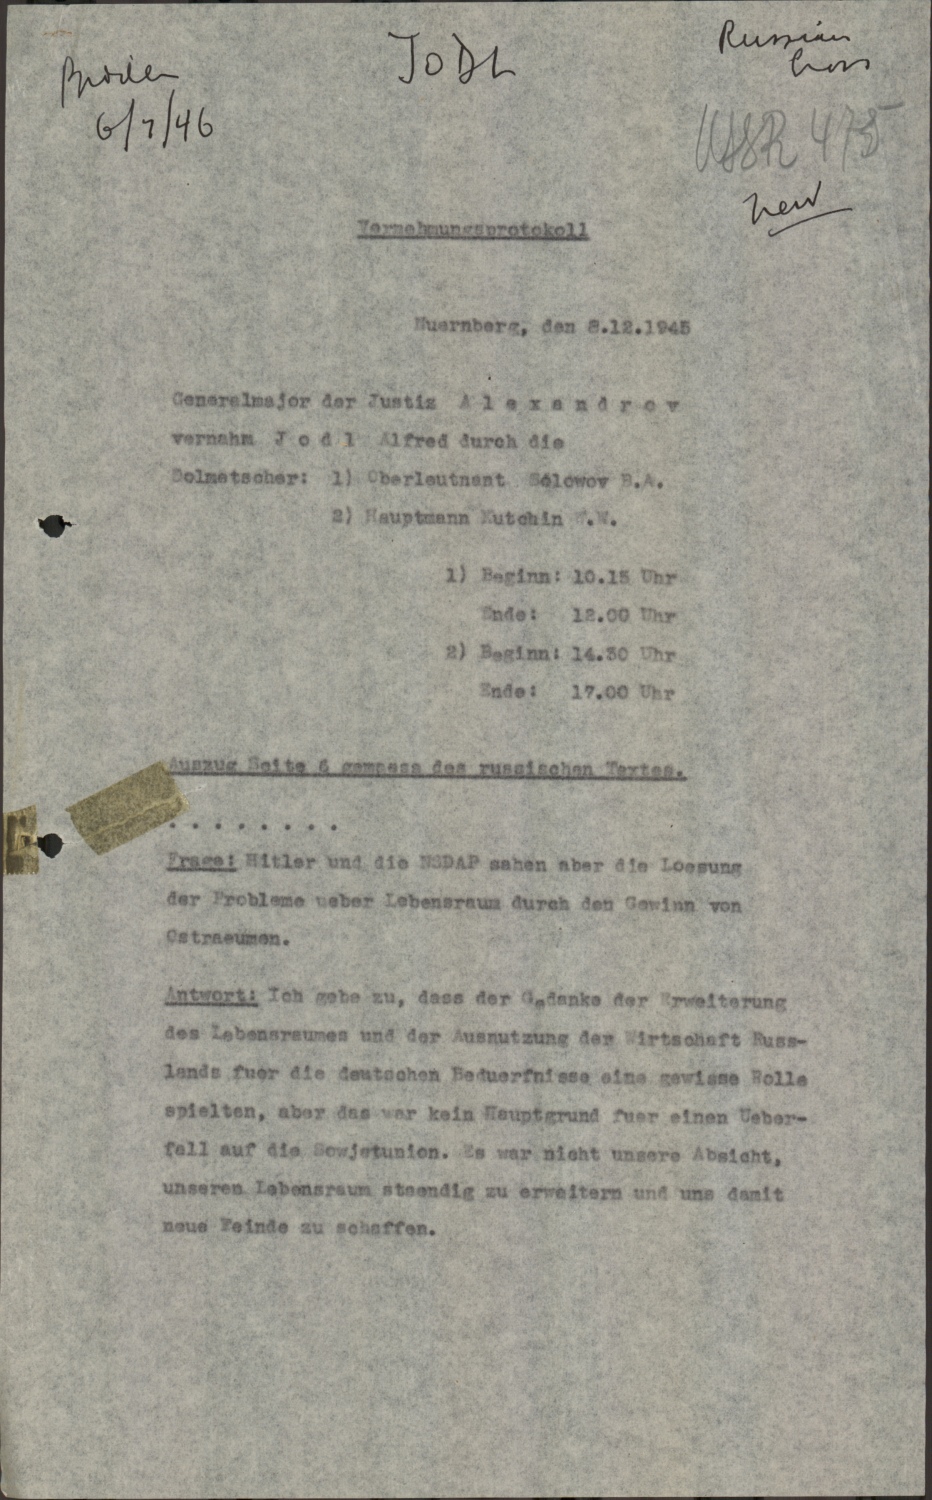 JODL
Russian
Cross
6/7/46
USSR 475
new
Vernehmungsprotokoll
Nuernberg, den 8.12.1945
Generalmajor der Justiz A l e x a n d r o v
vernahm J o d l Alfred durch die
Dolmetscher: 1) Oberleutnant Solowov B.A.
2) Hauptmann Kutchin .W.
1) Beginn: 10.15 Uhr
Ende: 12.00 Uhr
2) Beginn: 14.30 Uhr
Ende: 17.00 Uhr
Auszug Seite 6 gemaess des russischen Textes.
. . . . . . . .
Frage: Hitler und die NSDAP sahen aber die Loesung
der Probleme ueber Lebensraum durch den Gewinn von
Ostraeumen.
Antwort: Ich gebe zu, dass der Gedanke der Erweiterung
des Lebensraumes und der Ausnutzung der Wirtschaft Russ-
lands fuer die deutschen Beduerfnisse eine gewisse Rolle
spielten, aber das war kein Hauptgrund fuer einen Ueber-
fall auf die Sowjetunion. Es war nicht unsere Absicht,
unseren Lebensraum staendig zu erweitern und uns damit
neue Feinde zu schaffen.